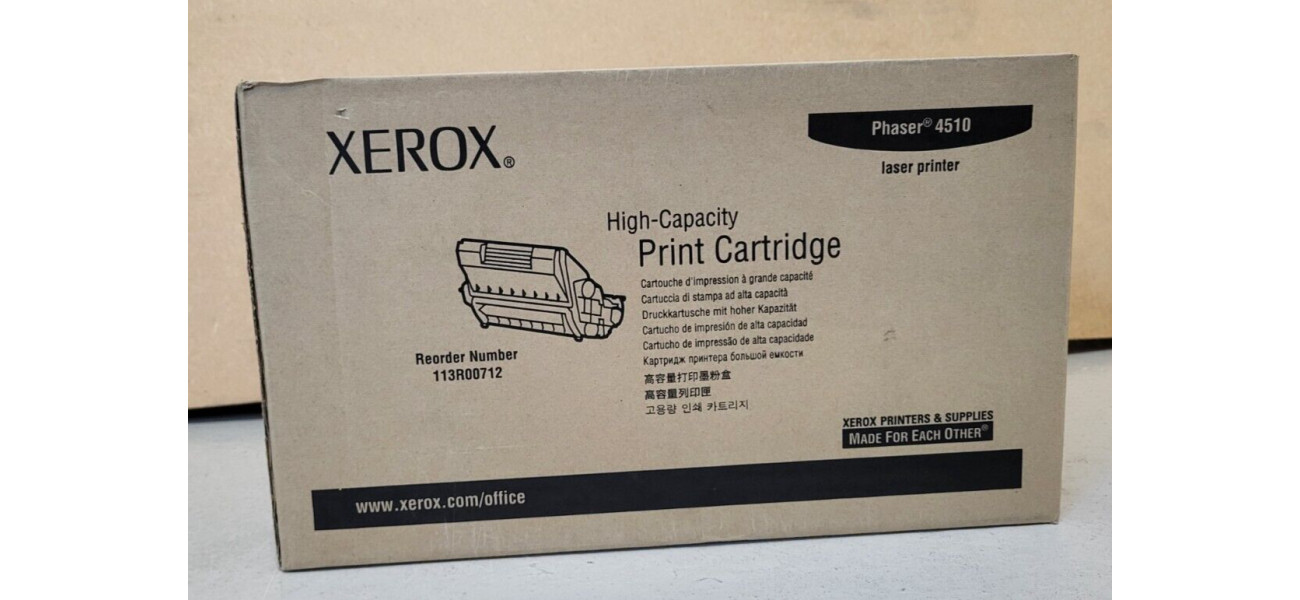 XEROX®
Phaser® 4510
laser printer
High-Capacity
Print Cartridge
Cartouche d'impression à grande capacité
Cartuccia di stampa ad alta capacità
Druckkartusche mit hoher Kapazität
Cartucho de impresión de alta capacidad
Cartucho de impressão de alta capacidade
Картридж принтера большой емкости
高容量打印墨粉盒
高容量列印匣
고용량 인쇄 카트리지
Reorder Number
113R00712
XEROX PRINTERS & SUPPLIES
MADE FOR EACH OTHER®
www.xerox.com/office